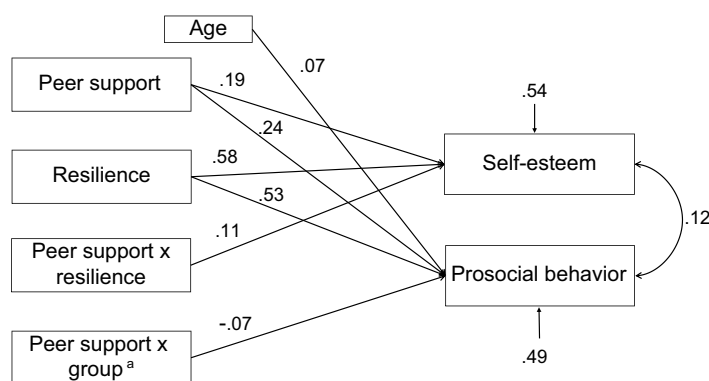 Age
.07
Peer support
.19
.54
.24
Self-esteem
Resilience
.58
.53
.12
Peer support x
resilience
.11
Prosocial behavior
-.07
Peer support x
group a
.49